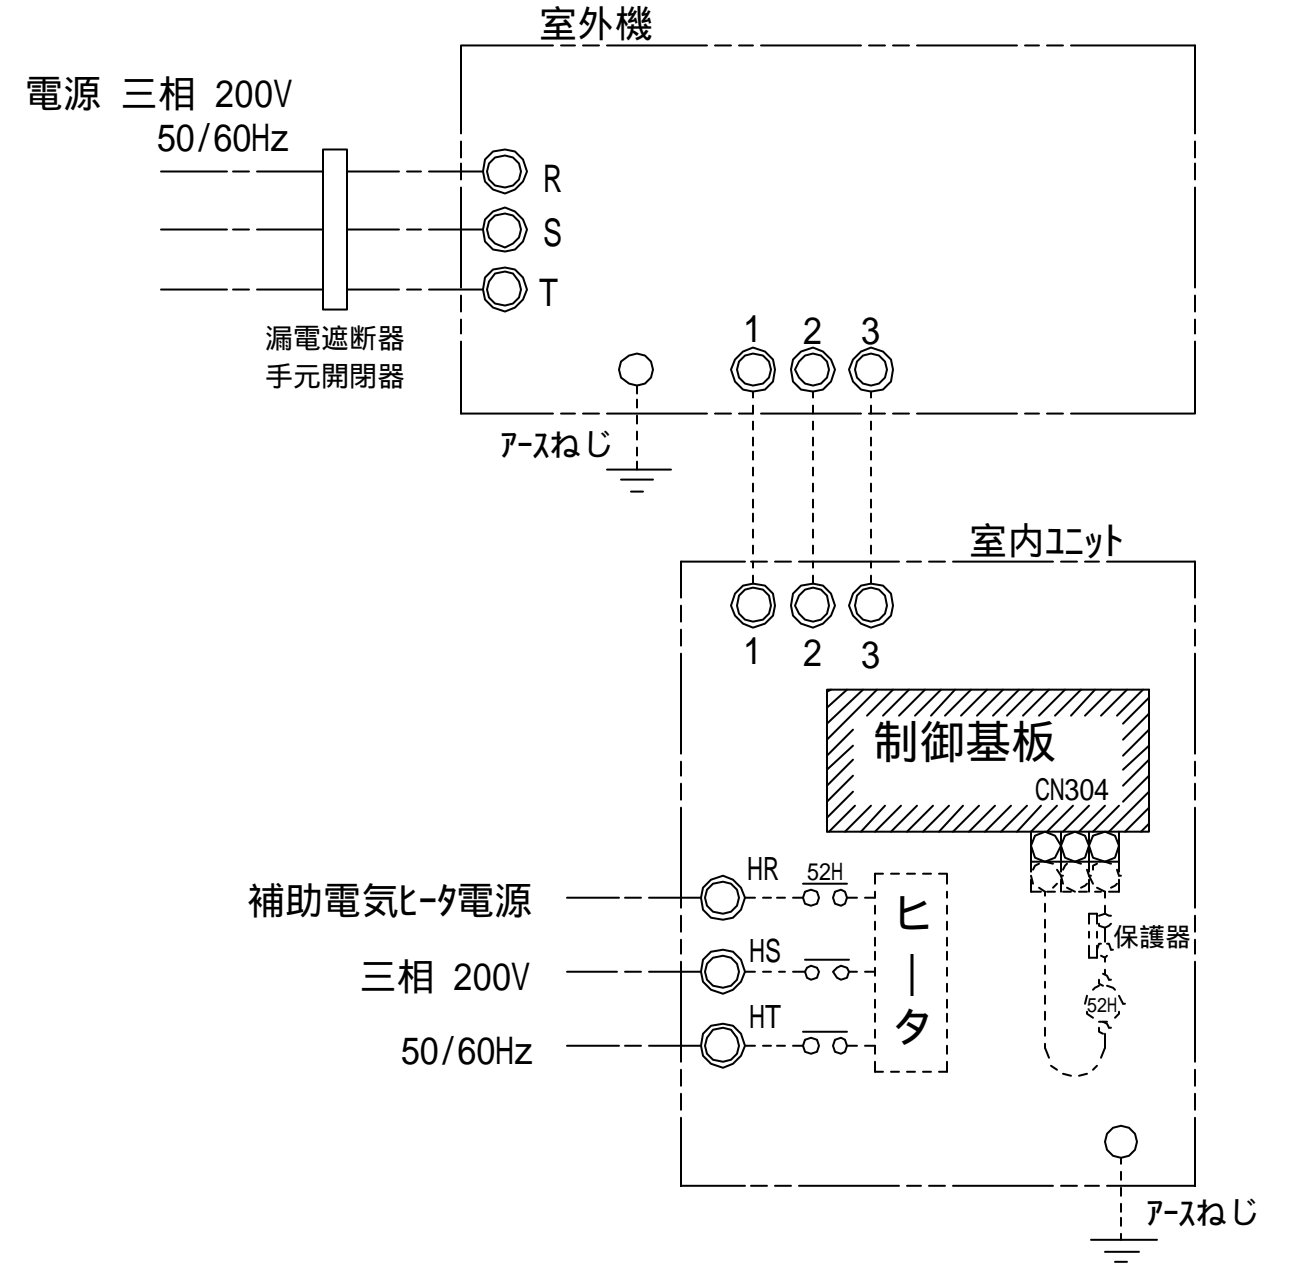 室外機
電源 三相 200V
50/60Hz
R
S
T
漏電遮断器
手元開閉器
1 2 3
ｱｰｽねじ
室内ﾕﾆｯﾄ
1 2 3
制御基板
CN304
HR 52H
補助電気ﾋｰﾀ電源
ヒータ
保護器
HS
三相 200V
52H
HT
50/60Hz
ｱｰｽねじ